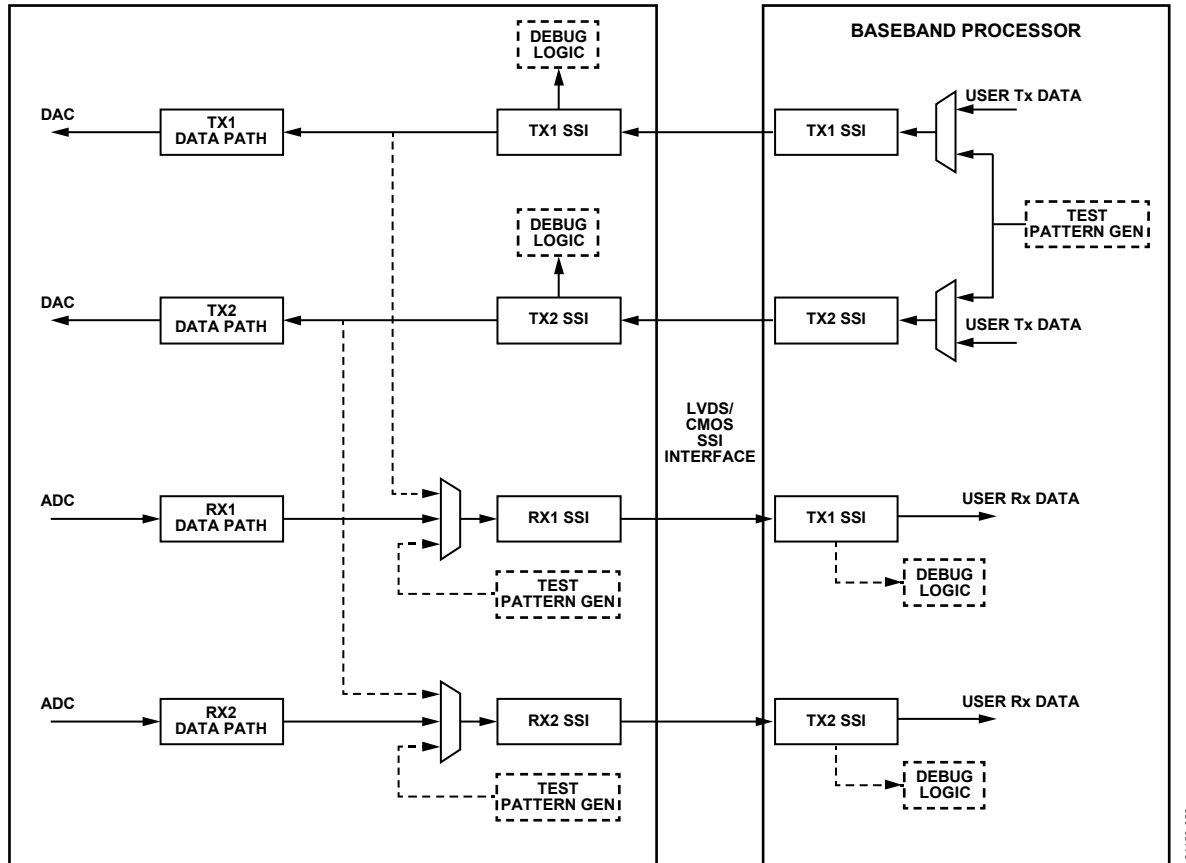 BASEBAND PROCESSOR
DEBUG
LOGIC
DAC
TX1
DATA PATH
TX1 SSI
TX1 SSI
USER Tx DATA
TEST
PATTERN GEN
DEBUG
LOGIC
DAC
TX2
DATA PATH
TX2 SSI
TX2 SSI
USER Tx DATA
LVDS/
CMOS
SSI
INTERFACE
ADC
RX1
DATA PATH
RX1 SSI
TX1 SSI
USER Rx DATA
TEST
PATTERN GEN
DEBUG
LOGIC
ADC
RX2
DATA PATH
RX2 SSI
TX2 SSI
USER Rx DATA
TEST
PATTERN GEN
DEBUG
LOGIC